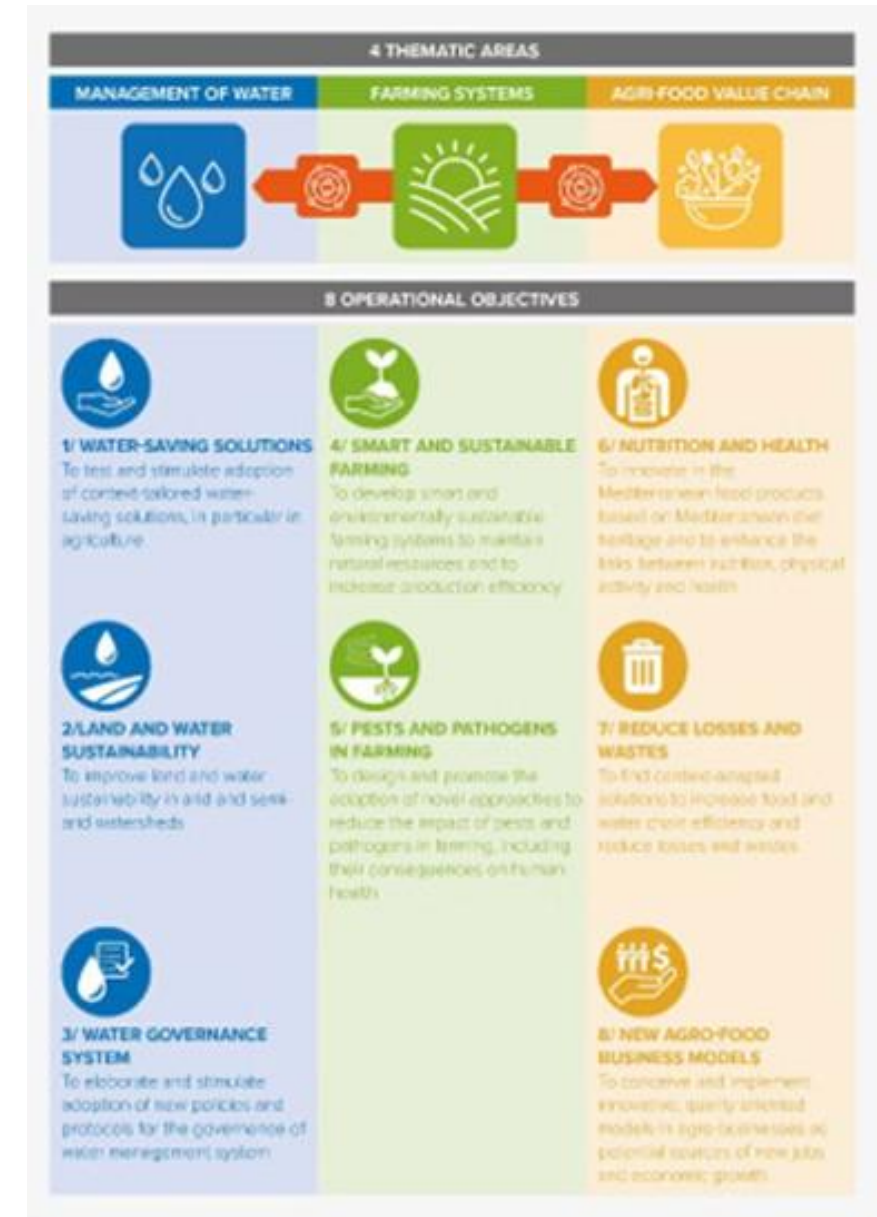 4 THEMATIC AREAS
MANAGEMENT OF WATER
FARMING SYSTEMS
AGRI-FOOD VALUE CHAIN
8 OPERATIONAL OBJECTIVES
1/ WATER-SAVING SOLUTIONS
To test and stimulate adoption
of context-tailored water-
saving solutions, in particular in
agriculture
2/LAND AND WATER
SUSTAINABILITY
To improve land and water
sustainability in arid and semi-
arid watersheds
3/ WATER GOVERNANCE
SYSTEM
To elaborate and stimulate
adoption of new policies and
protocols for the governance of
water management system
4/ SMART AND SUSTAINABLE
FARMING
To develop smart and
environmentally sustainable
farming systems to maintain
natural resources and to
increase production efficiency
5/ PESTS AND PATHOGENS
IN FARMING
To design and promote the
adoption of novel approaches to
reduce the impact of pests and
pathogens in farming, including
their consequences on human
health
6/ NUTRITION AND HEALTH
To innovate in the
Mediterranean food products
based on Mediterranean diet
heritage and to enhance the
links between nutrition, physical
activity and health
7/ REDUCE LOSSES AND
WASTES
To find context-adapted
solutions to increase food and
water chain efficiency and
reduce losses and wastes
8/ NEW AGRO-FOOD
BUSINESS MODELS
To conceive and implement
innovative, quality oriented
models in agro-businesses as
potential sources of new jobs
and economic growth
$